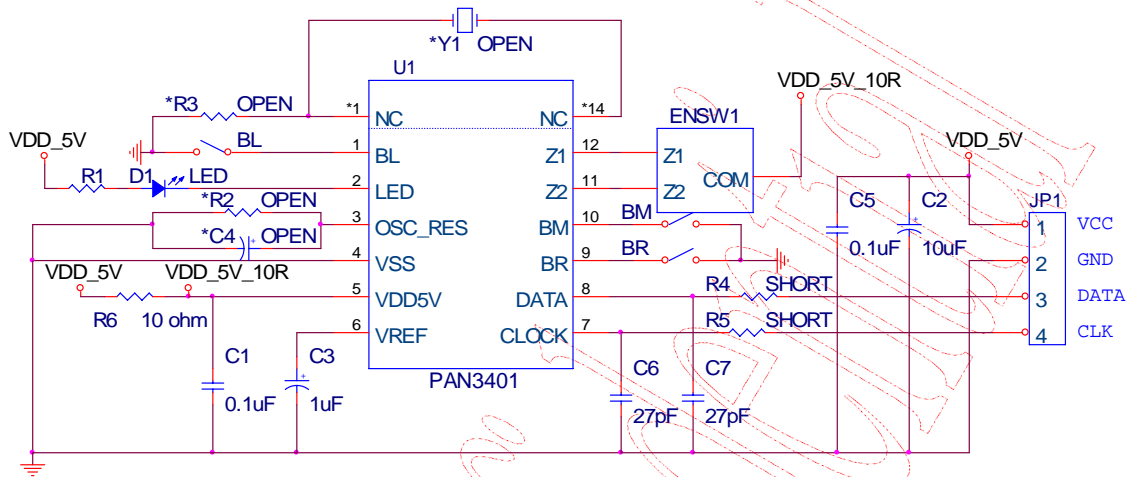 *Y1 OPEN
U1
VDD_5V_10R
*R3 OPEN
*1 NC
NC *14
ENSW1
VDD_5V
BL
1 BL
Z1 12
Z1
VDD_5V
R1 D1 LED
2 LED
Z2 11
Z2
COM
*R2 OPEN
3 OSC_RES
BM 10
BM
C5 C2
JP1
*C4 OPEN
4 VSS
BR 9
BR
0.1uF 10uF
1 VCC
2 GND
VDD_5V VDD_5V_10R
5 VDD5V
DATA 8
R4 SHORT
3 DATA
R6 10 ohm
6 VREF
CLOCK 7
R5 SHORT
4 CLK
C1 C3
PAN3401
C6 C7
0.1uF 1uF
27pF 27pF